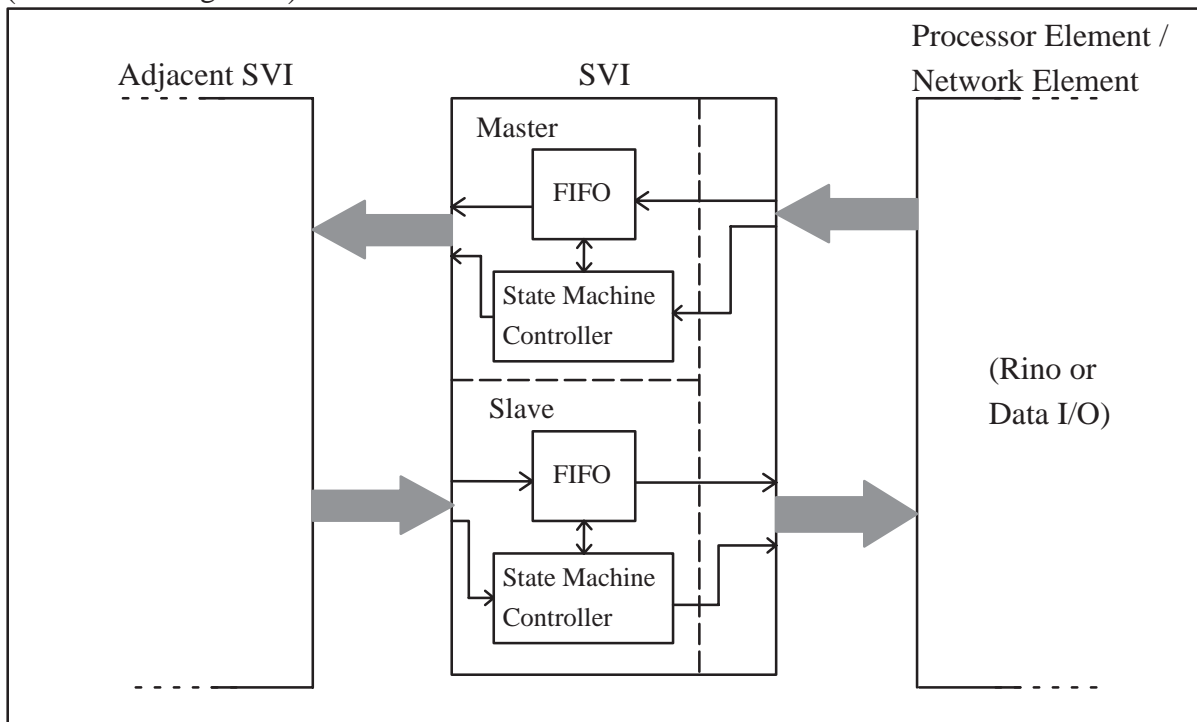 Adjacent SVI
SVI
Processor Element /
Network Element
Master
FIFO
State Machine
Controller
Slave
FIFO
State Machine
Controller
(Rino or
Data I/O)